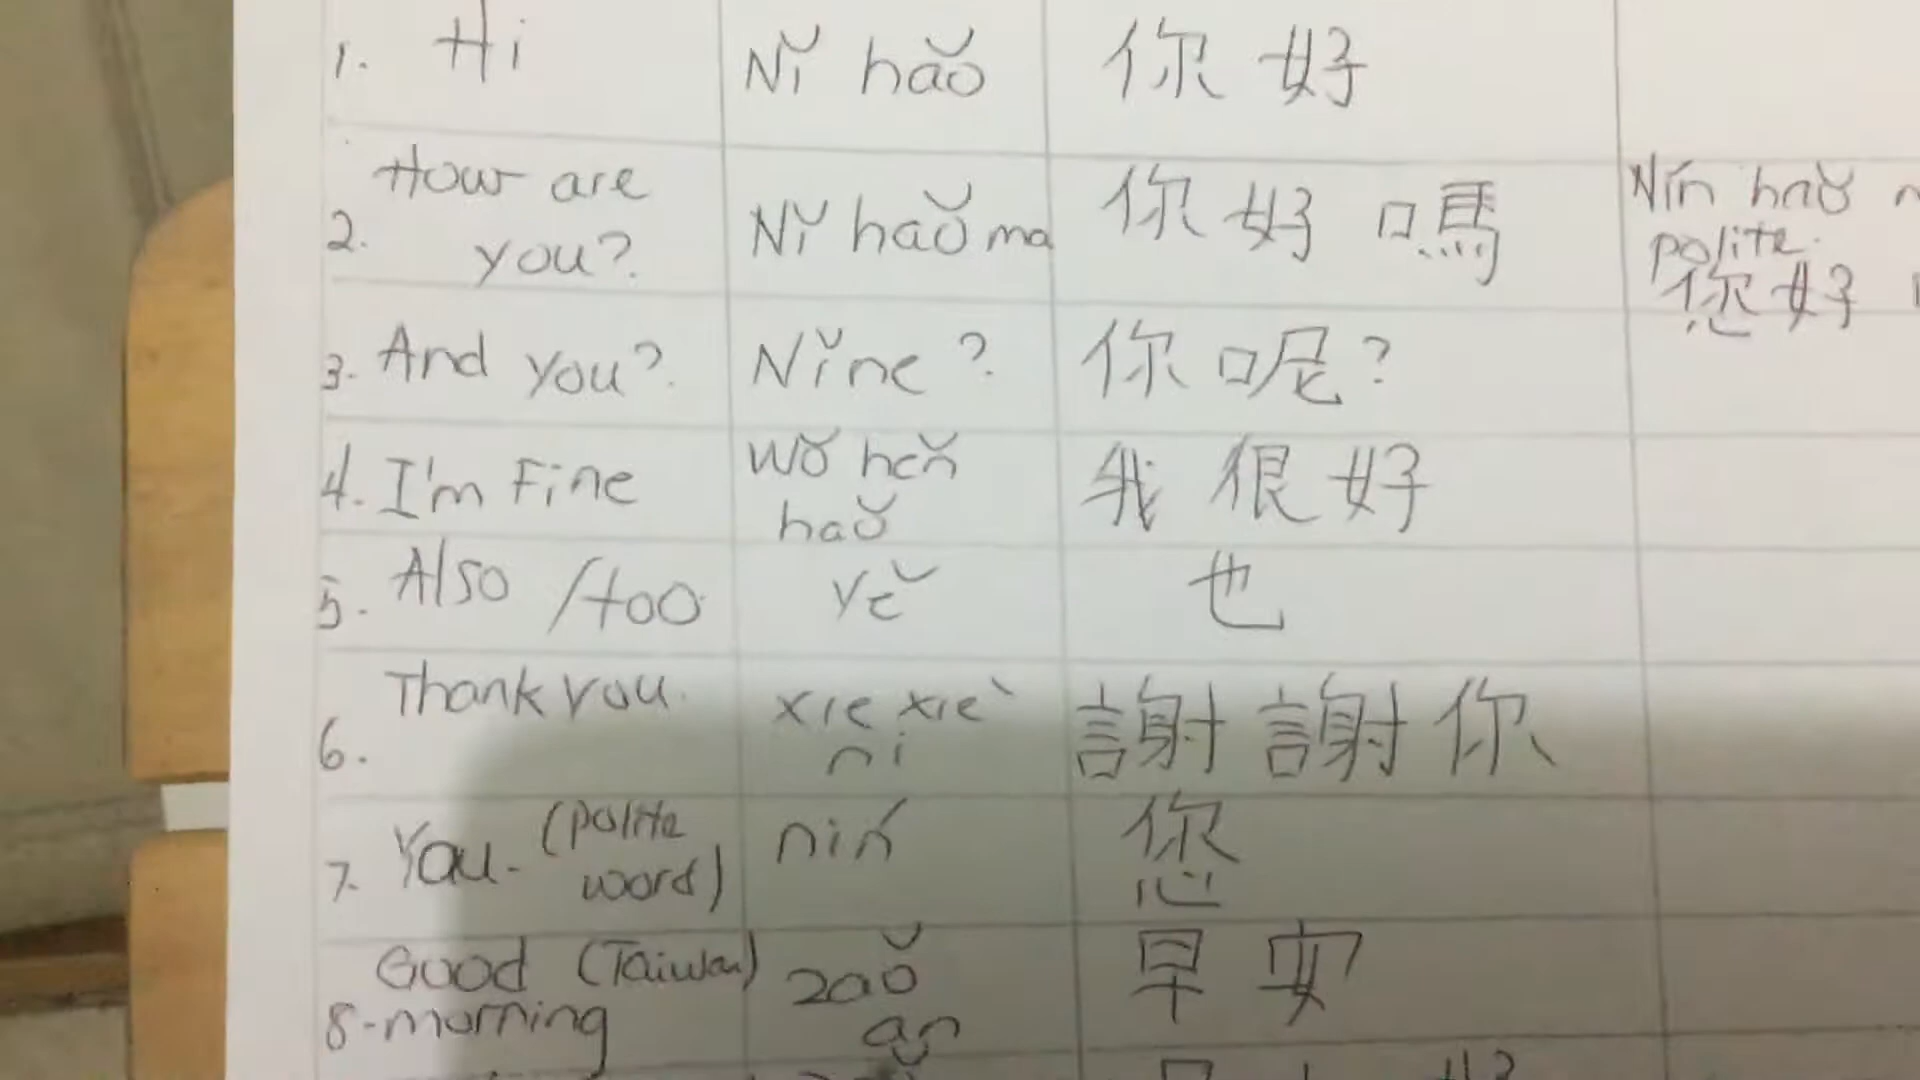 1. Hi Nǐ hǎo 你好
2. How are you? Nǐ hǎo ma 你好嗎 Nín hǎo
polite.
您好
3. And you? Nǐ ne? 你呢?
4. I'm Fine Wǒ hěn hǎo 我很好
5. Also /too Yě 也
6. Thank you. xie xiè ni 謝謝你
7. You. (polite word) nín 您
8. Good morning (Taiwan) zǎo an 早安